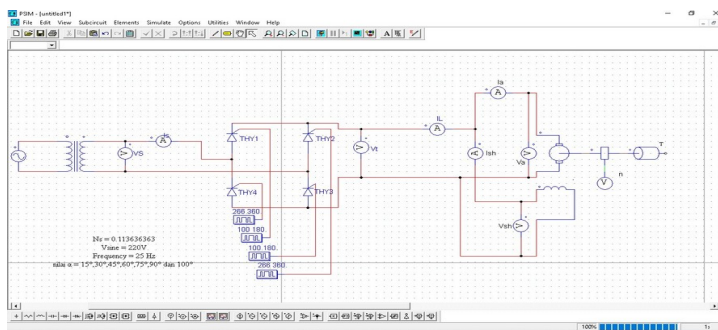 PSIM - [untitled1*]
File Edit View Subcircuit Elements Simulate Options Utilities Window Help
Ia
IL
Is
VS
THY1
THY2
Vt
Ish
Va
T
n
V
THY4
THY3
266 360.
100 180.
100 180.
266 360.
Vsh
Ns = 0.113636363
Vsine = 220V
Frequency = 25 Hz
nilai α = 15°,30°,45°,60°,75°,90° dan 100°
100%